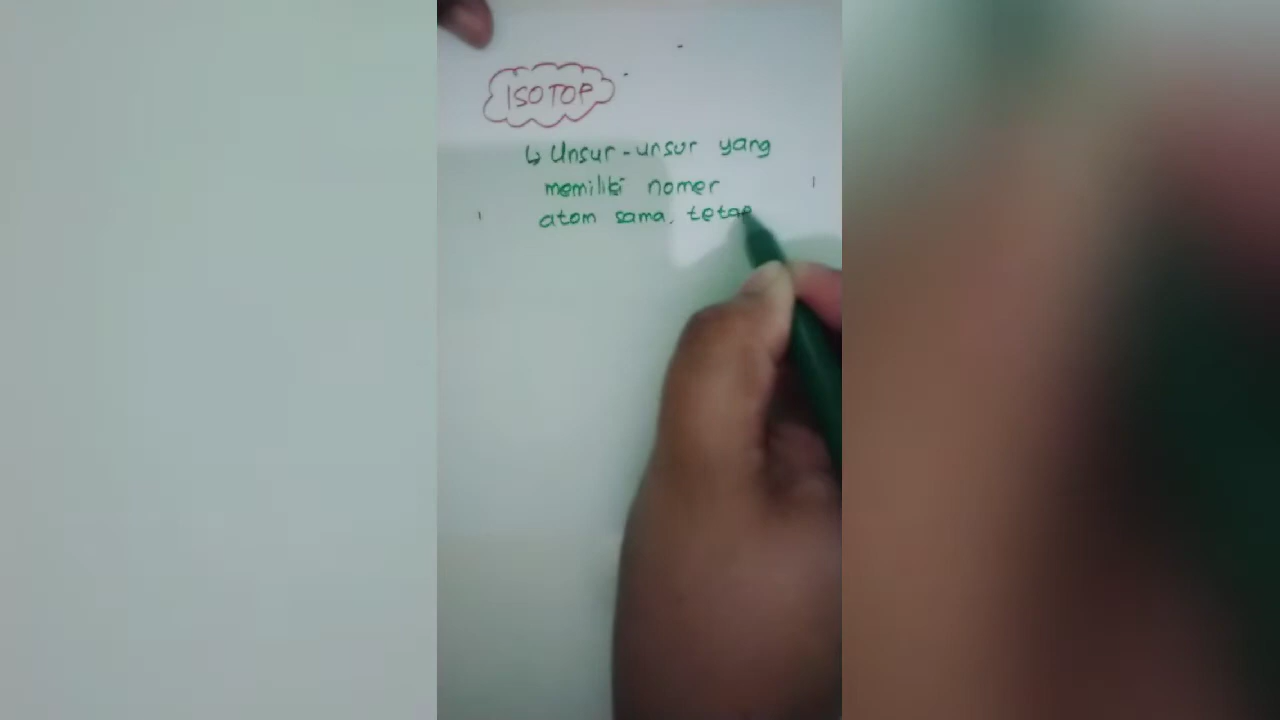 ISOTOP
↳ Unsur-unsur yang
memiliki nomer
atom sama, tetap